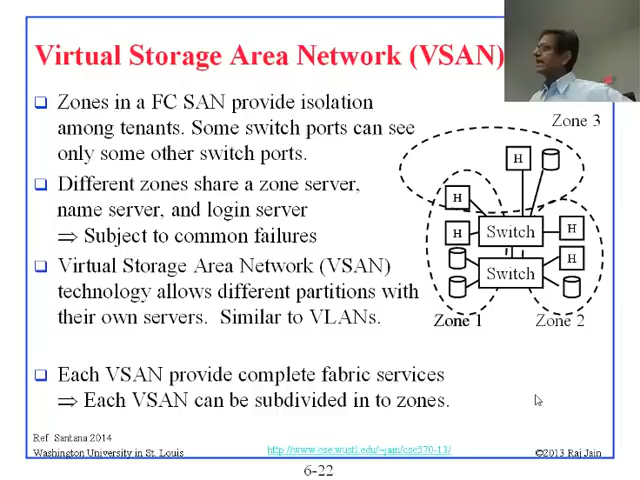 Virtual Storage Area Network (VSAN)
Zones in a FC SAN provide isolation
among tenants. Some switch ports can see
only some other switch ports.
Different zones share a zone server,
name server, and login server
⇒ Subject to common failures
Virtual Storage Area Network (VSAN)
technology allows different partitions with
their own servers.  Similar to VLANs.
Each VSAN provide complete fabric services
⇒ Each VSAN can be subdivided in to zones.
Zone 3
H
H
H
Switch
H
H
Switch
Zone 1
Zone 2
Ref  Santana 2014
Washington University in St. Louis
http://www.cse.wustl.edu/~jain/cse570-13/
©2013 Raj Jain
6-22